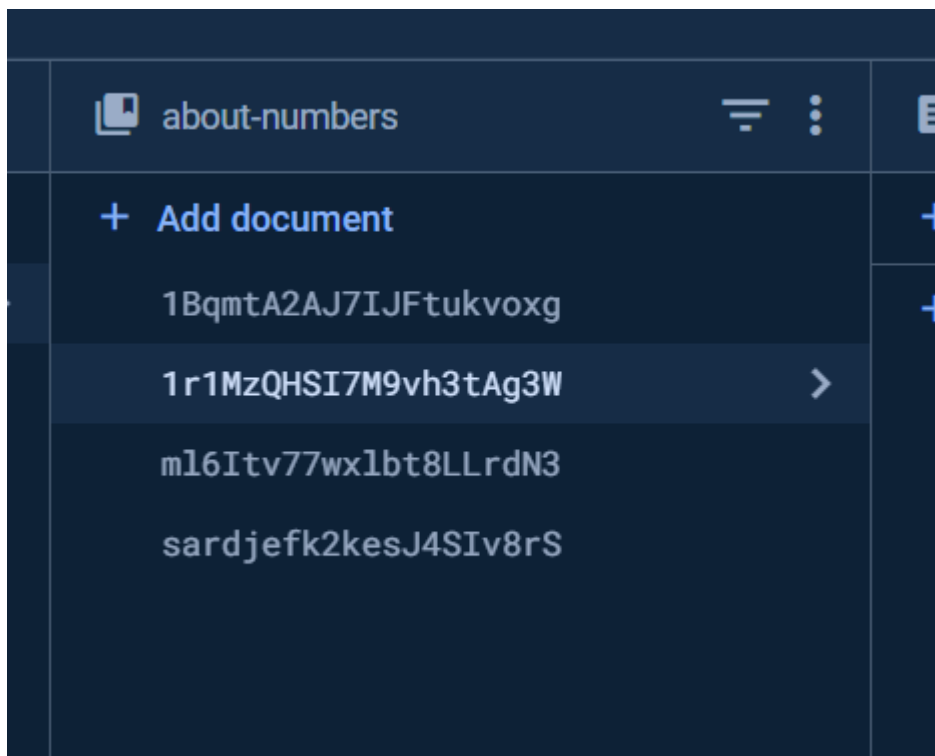 about-numbers
Add document
1BqmtA2AJ7IJFtukvoxg
1r1MzQHSI7M9vh3tAg3W
ml6Itv77wxlbt8LLrdN3
sardjefk2kesJ4SIv8rS